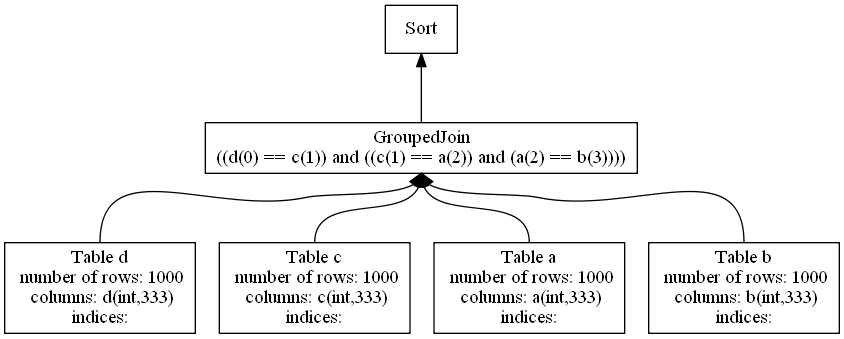 Sort
GroupedJoin
((d(0) == c(1)) and ((c(1) == a(2)) and (a(2) == b(3))))
Table d
number of rows: 1000
columns: d(int,333)
indices:
Table c
number of rows: 1000
columns: c(int,333)
indices:
Table a
number of rows: 1000
columns: a(int,333)
indices:
Table b
number of rows: 1000
columns: b(int,333)
indices: